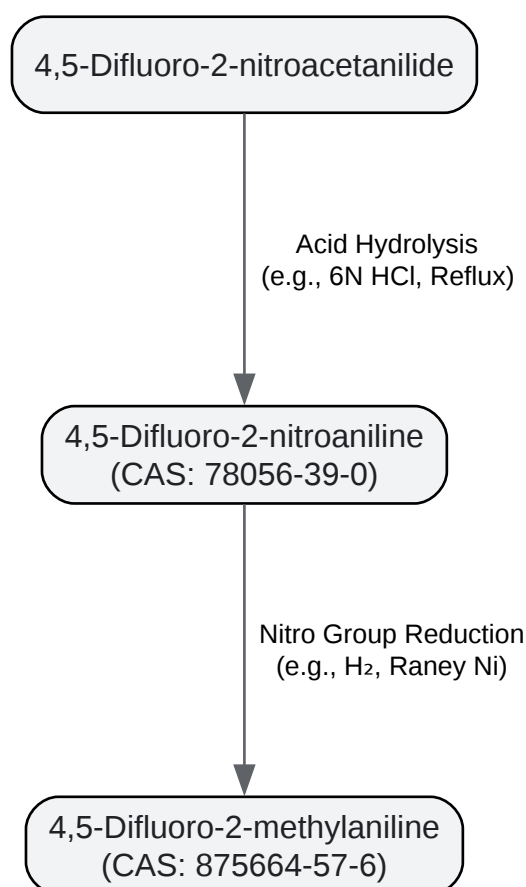 4,5-Difluoro-2-nitroacetanilide
Acid Hydrolysis
(e.g., 6N HCl, Reflux)
4,5-Difluoro-2-nitroaniline
(CAS: 78056-39-0)
Nitro Group Reduction
(e.g., H₂, Raney Ni)
4,5-Difluoro-2-methylaniline
(CAS: 875664-57-6)